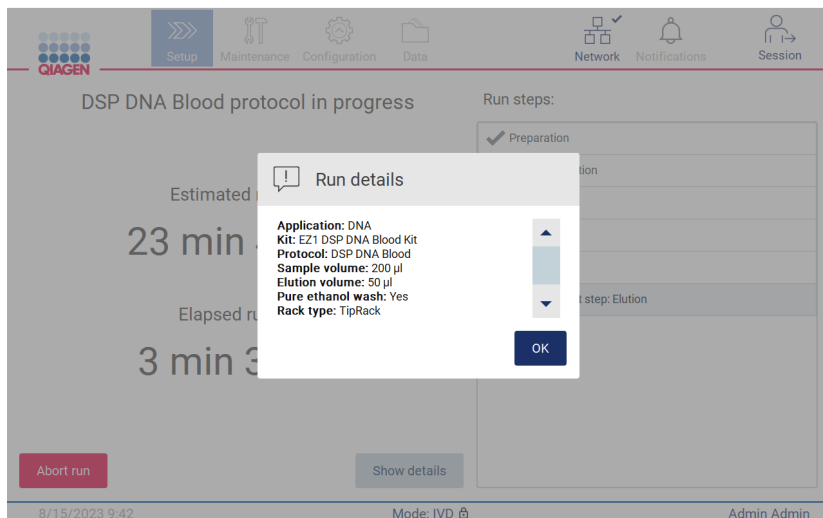 QIAGEN
Setup
Maintenance
Configuration
Data
Network
Notifications
Session
DSP DNA Blood protocol in progress
Run steps:
Preparation
Estimated
23 min
Elapsed
3 min
step: Elution
Run details
Application: DNA
Kit: EZ1 DSP DNA Blood Kit
Protocol: DSP DNA Blood
Sample volume: 200 µl
Elution volume: 50 µl
Pure ethanol wash: Yes
Rack type: TipRack
OK
Abort run
Show details
8/15/2023 9:42
Mode: IVD
Admin Admin